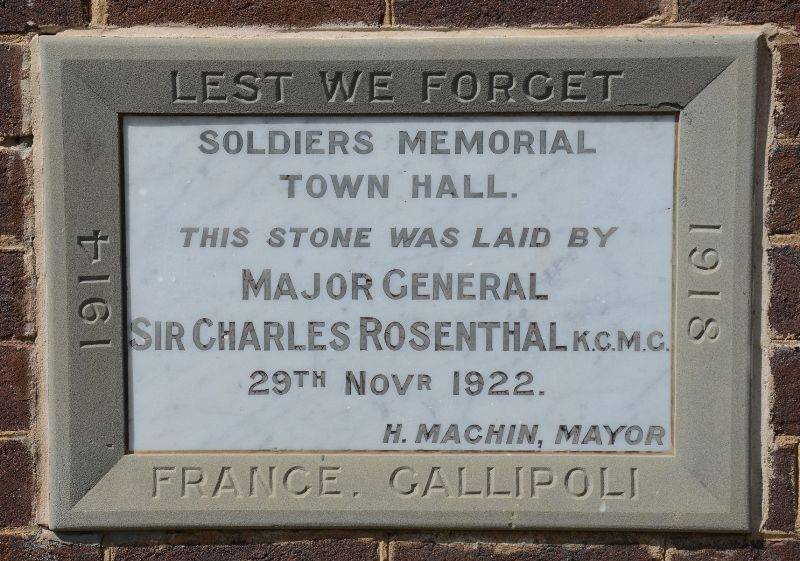 LEST WE FORGET
SOLDIERS MEMORIAL
TOWN HALL.
THIS STONE WAS LAID BY
MAJOR GENERAL
SIR CHARLES ROSENTHAL K.C.M.G.
29TH NOVR 1922.
H. MACHIN, MAYOR
1914
1918
FRANCE. GALLIPOLI